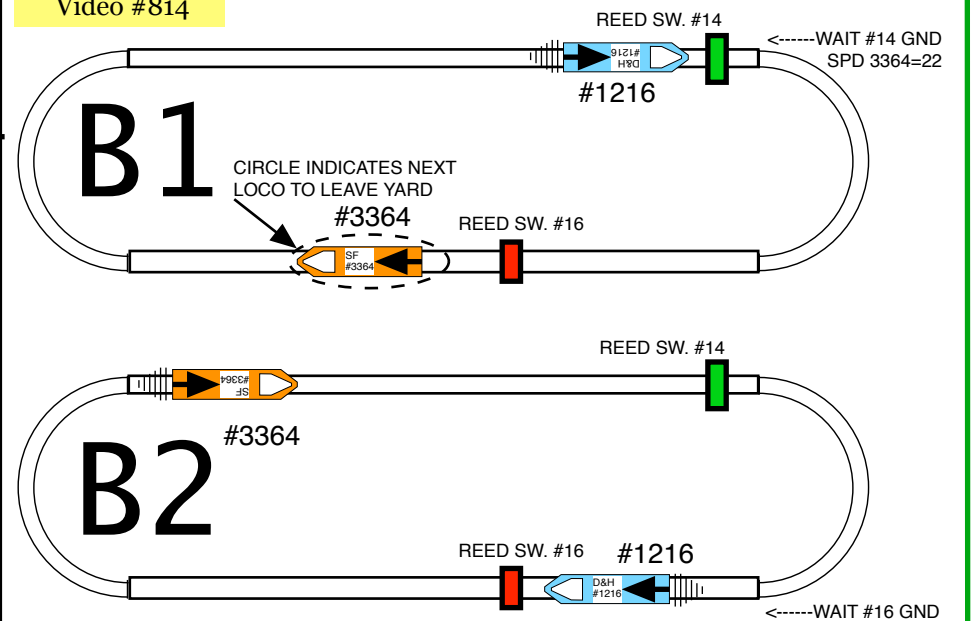 Video #814
REED SW. #14
<------WAIT #14 GND
SPD 3364=22
D&H
#1216
#1216
B1
CIRCLE INDICATES NEXT
LOCO TO LEAVE YARD
#3364
REED SW. #16
SF
#3364
REED SW. #14
SF
#3364
#3364
B2
REED SW. #16
#1216
D&H
#1216
<------WAIT #16 GND